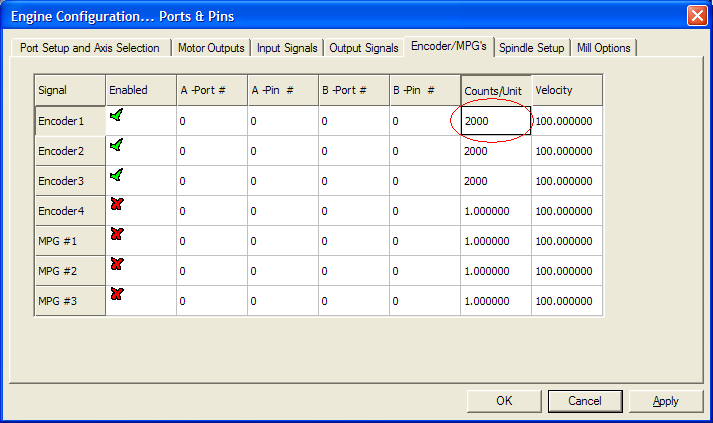 Engine Configuration... Ports & Pins
Port Setup and Axis Selection Motor Outputs Input Signals Output Signals Encoder/MPG's Spindle Setup Mill Options
Signal Enabled A -Port # A -Pin # B -Port # B -Pin # Counts/Unit Velocity
Encoder1 0 0 0 0 2000 100.000000
Encoder2 0 0 0 0 2000 100.000000
Encoder3 0 0 0 0 2000 100.000000
Encoder4 0 0 0 0 1.000000 100.000000
MPG #1 0 0 0 0 1.000000 100.000000
MPG #2 0 0 0 0 1.000000 100.000000
MPG #3 0 0 0 0 1.000000 100.000000
OK Cancel Apply